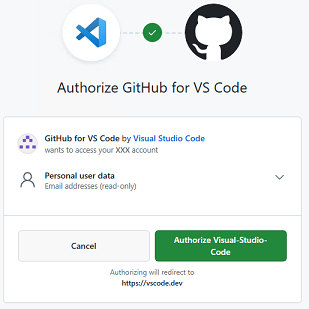 Authorize GitHub for VS Code
GitHub for VS Code by Visual Studio Code
wants to access your XXX account
Personal user data
Email addresses (read-only)
Cancel
Authorize Visual-Studio-
Code
Authorizing will redirect to
https://vscode.dev